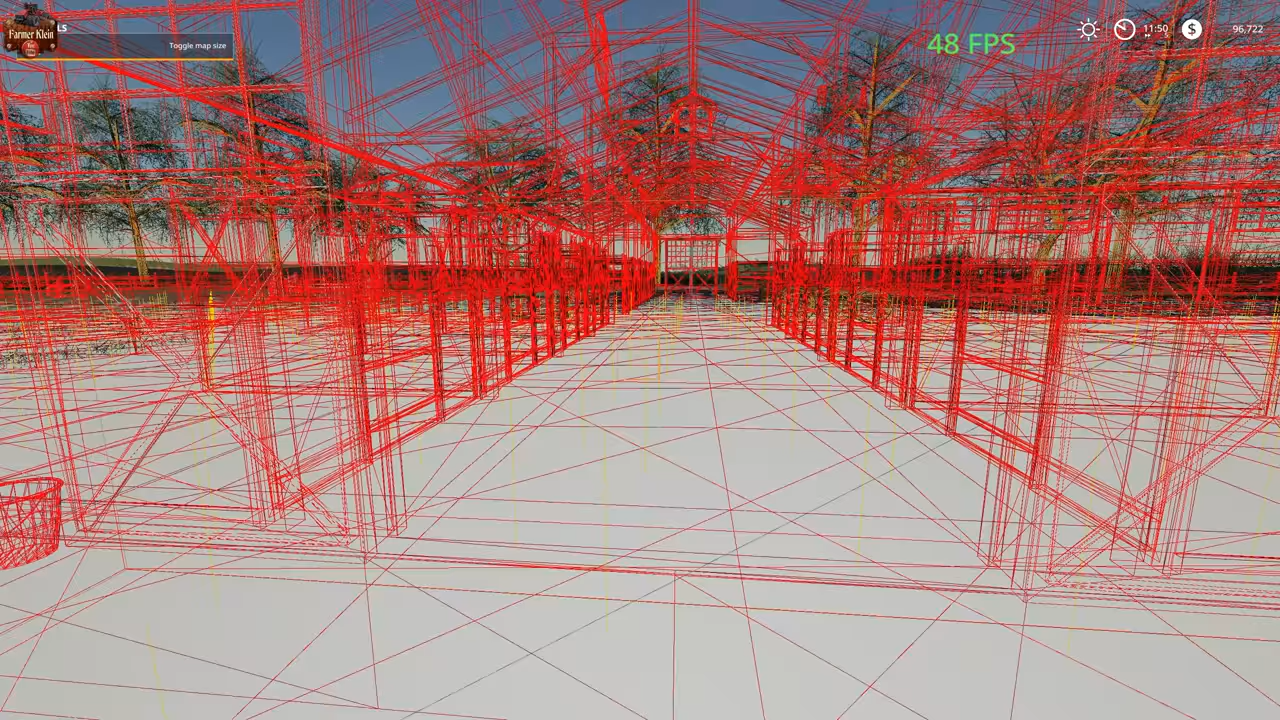 LS
Farmer Klein
Toggle map size
48 FPS
11:50
$
96,722